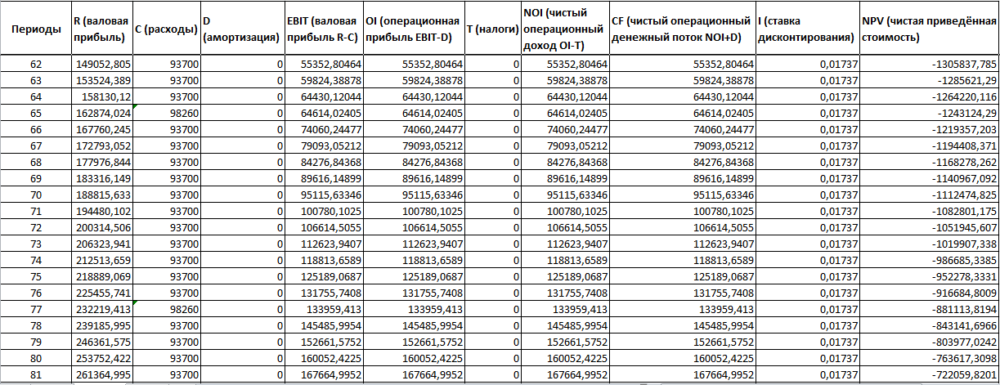 Периоды | R (валовая прибыль) | C (расходы) | D (амортизация) | EBIT (валовая прибыль R-C) | OI (операционная прибыль EBIT-D) | T (налоги) | NOI (чистый операционный доход OI-T) | CF (чистый операционный денежный поток NOI+D) | I (ставка дисконтирования) | NPV (чистая приведённая стоимость)
62 | 149052,805 | 93700 | 0 | 55352,80464 | 55352,80464 | 0 | 55352,80464 | 55352,80464 | 0,01737 | -1305837,785
63 | 153524,389 | 93700 | 0 | 59824,38878 | 59824,38878 | 0 | 59824,38878 | 59824,38878 | 0,01737 | -1285621,29
64 | 158130,12 | 93700 | 0 | 64430,12044 | 64430,12044 | 0 | 64430,12044 | 64430,12044 | 0,01737 | -1264220,116
65 | 162874,024 | 98260 | 0 | 64614,02405 | 64614,02405 | 0 | 64614,02405 | 64614,02405 | 0,01737 | -1243124,29
66 | 167760,245 | 93700 | 0 | 74060,24477 | 74060,24477 | 0 | 74060,24477 | 74060,24477 | 0,01737 | -1219357,203
67 | 172793,052 | 93700 | 0 | 79093,05212 | 79093,05212 | 0 | 79093,05212 | 79093,05212 | 0,01737 | -1194408,371
68 | 177976,844 | 93700 | 0 | 84276,84368 | 84276,84368 | 0 | 84276,84368 | 84276,84368 | 0,01737 | -1168278,262
69 | 183316,149 | 93700 | 0 | 89616,14899 | 89616,14899 | 0 | 89616,14899 | 89616,14899 | 0,01737 | -1140967,092
70 | 188815,633 | 93700 | 0 | 95115,63346 | 95115,63346 | 0 | 95115,63346 | 95115,63346 | 0,01737 | -1112474,825
71 | 194480,102 | 93700 | 0 | 100780,1025 | 100780,1025 | 0 | 100780,1025 | 100780,1025 | 0,01737 | -1082801,175
72 | 200314,506 | 93700 | 0 | 106614,5055 | 106614,5055 | 0 | 106614,5055 | 106614,5055 | 0,01737 | -1051945,607
73 | 206323,941 | 93700 | 0 | 112623,9407 | 112623,9407 | 0 | 112623,9407 | 112623,9407 | 0,01737 | -1019907,338
74 | 212513,659 | 93700 | 0 | 118813,6589 | 118813,6589 | 0 | 118813,6589 | 118813,6589 | 0,01737 | -986685,3385
75 | 218889,069 | 93700 | 0 | 125189,0687 | 125189,0687 | 0 | 125189,0687 | 125189,0687 | 0,01737 | -952278,3331
76 | 225455,741 | 93700 | 0 | 131755,7408 | 131755,7408 | 0 | 131755,7408 | 131755,7408 | 0,01737 | -916684,8009
77 | 232219,413 | 98260 | 0 | 133959,413 | 133959,413 | 0 | 133959,413 | 133959,413 | 0,01737 | -881113,8194
78 | 239185,995 | 93700 | 0 | 145485,9954 | 145485,9954 | 0 | 145485,9954 | 145485,9954 | 0,01737 | -843141,6966
79 | 246361,575 | 93700 | 0 | 152661,5752 | 152661,5752 | 0 | 152661,5752 | 152661,5752 | 0,01737 | -803977,0242
80 | 253752,422 | 93700 | 0 | 160052,4225 | 160052,4225 | 0 | 160052,4225 | 160052,4225 | 0,01737 | -763617,3098
81 | 261364,995 | 93700 | 0 | 167664,9952 | 167664,9952 | 0 | 167664,9952 | 167664,9952 | 0,01737 | -722059,8201